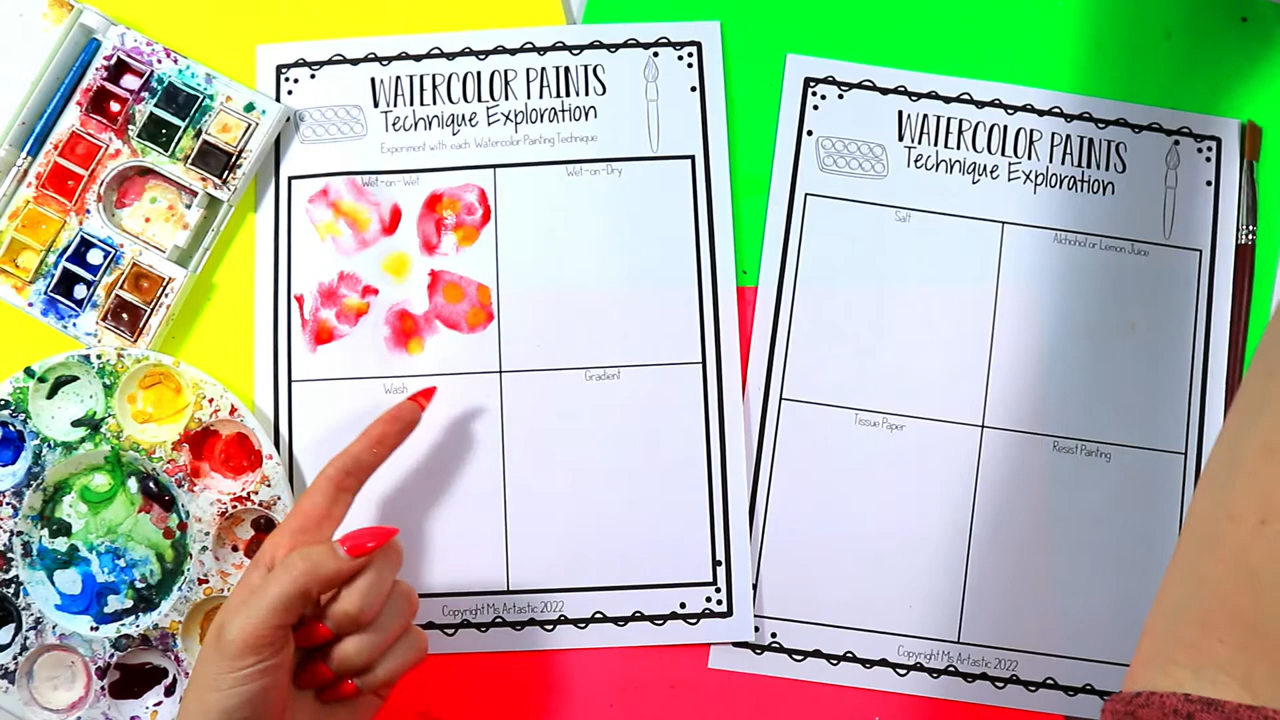 WATERCOLOR PAINTS
Technique Exploration
Experiment with each Watercolor Painting Technique
Wet-on-Wet
Wet-on-Dry
Wash
Gradient
Copyright Ms Artastic 2022
WATERCOLOR PAINTS
Technique Exploration
Salt
Alchohol or Lemon Juice
Tissue Paper
Resist Painting
Copyright Ms Artastic 2022